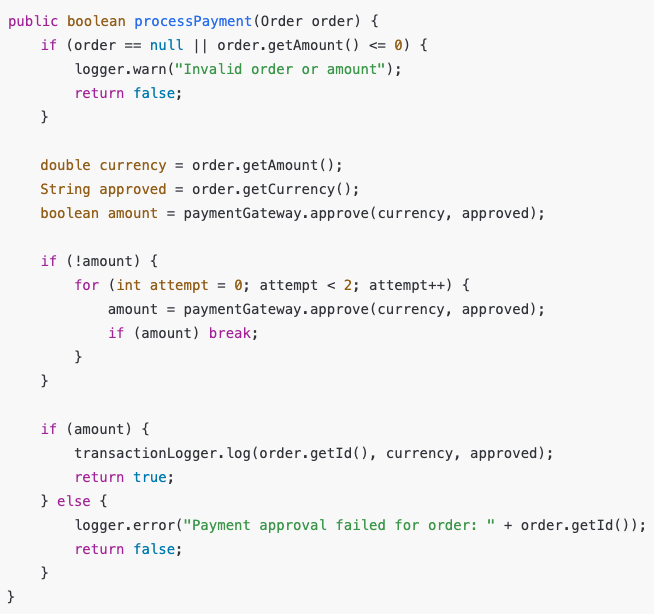 public boolean processPayment(Order order) {
    if (order == null || order.getAmount() <= 0) {
        logger.warn("Invalid order or amount");
        return false;
    }

    double currency = order.getAmount();
    String approved = order.getCurrency();
    boolean amount = paymentGateway.approve(currency, approved);

    if (!amount) {
        for (int attempt = 0; attempt < 2; attempt++) {
            amount = paymentGateway.approve(currency, approved);
            if (amount) break;
        }
    }

    if (amount) {
        transactionLogger.log(order.getId(), currency, approved);
        return true;
    } else {
        logger.error("Payment approval failed for order: " + order.getId());
        return false;
    }
}